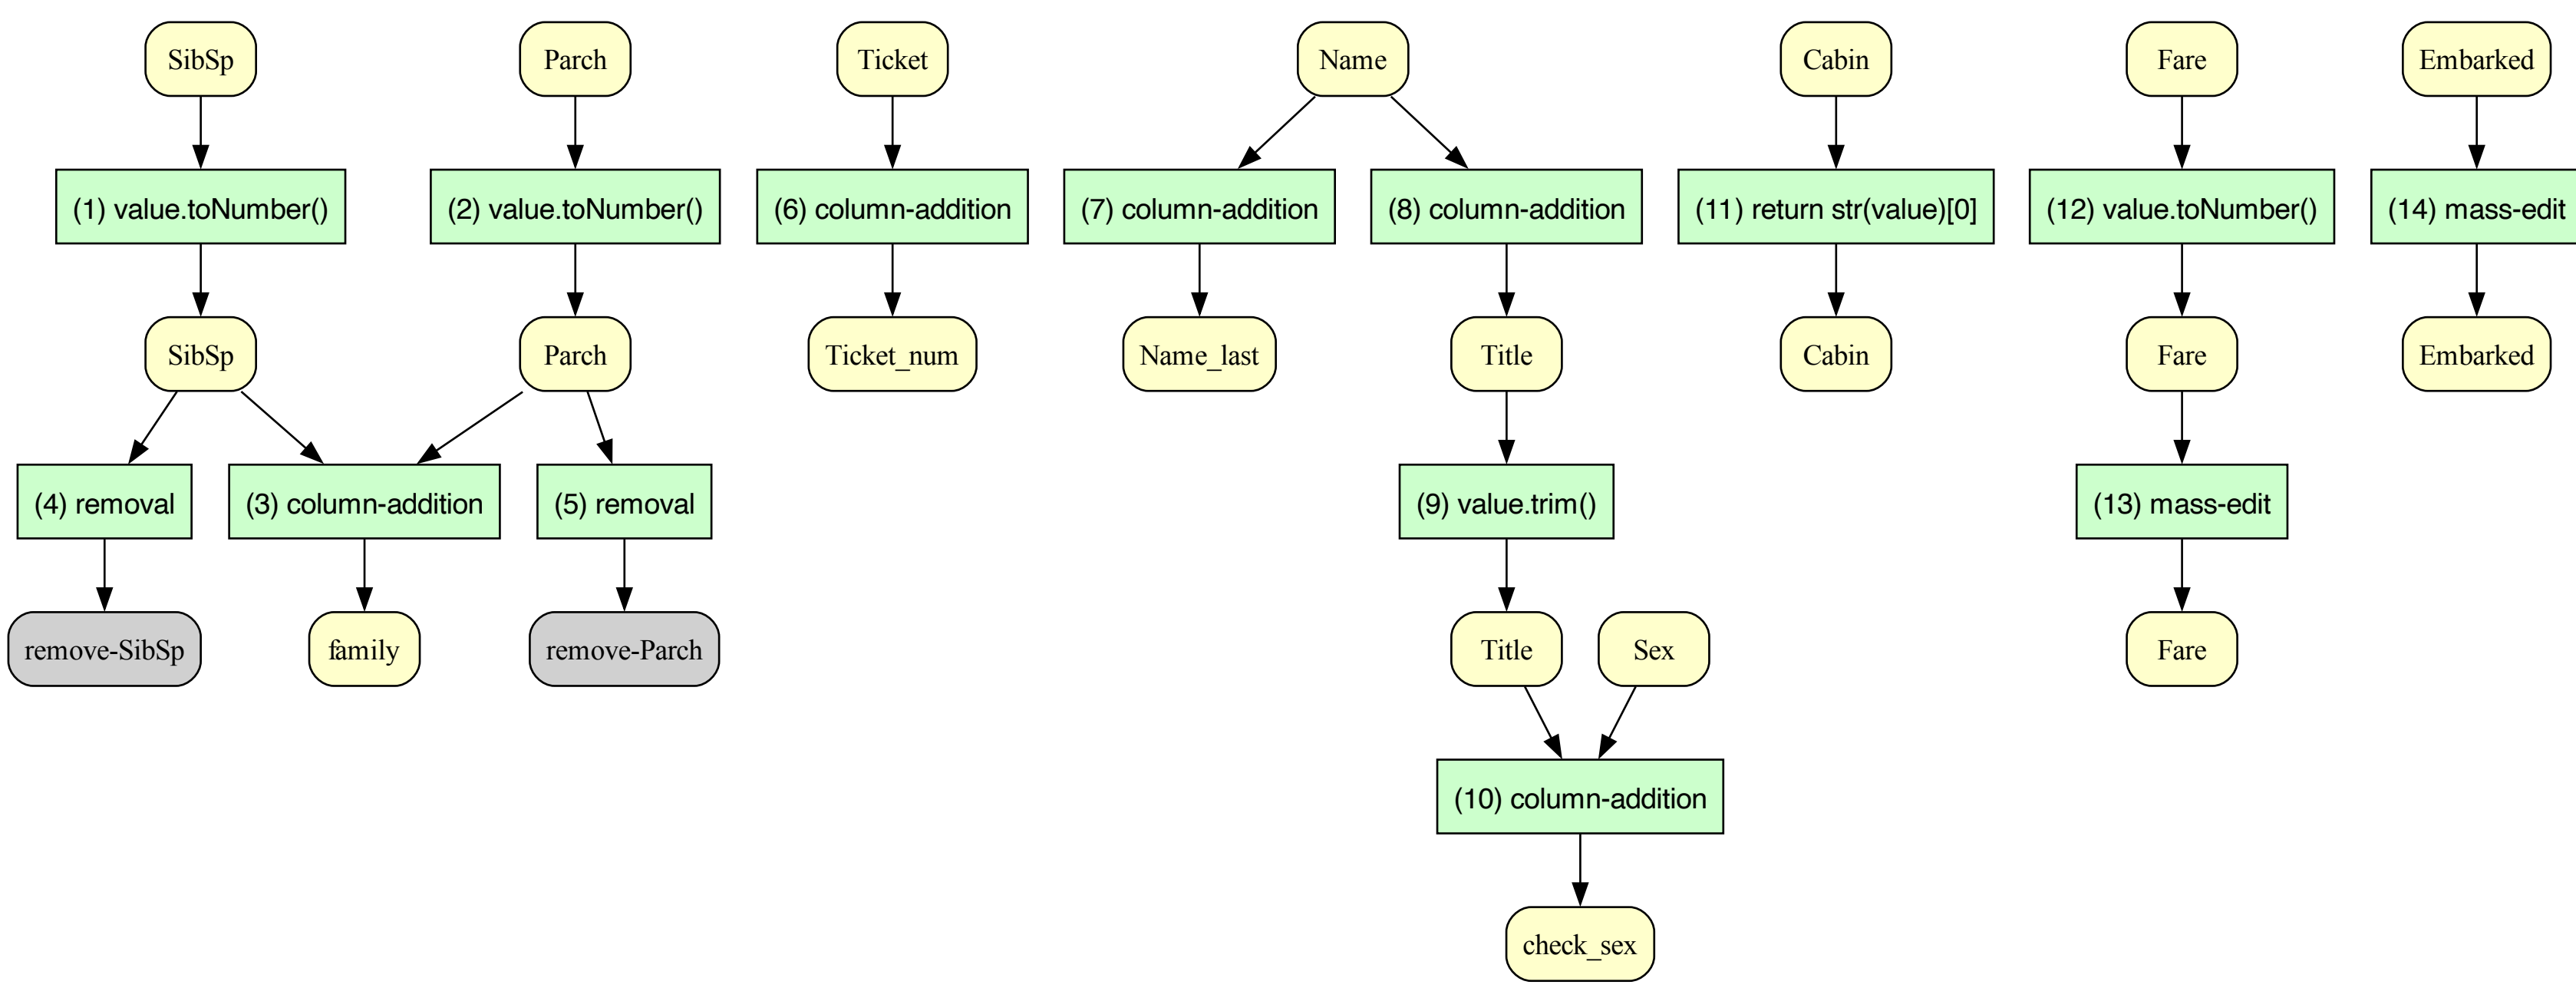 SibSp
Parch
Ticket
Name
Cabin
Fare
Embarked
(1) value.toNumber()
(2) value.toNumber()
(6) column-addition
(7) column-addition
(8) column-addition
(11) return str(value)[0]
(12) value.toNumber()
(14) mass-edit
SibSp
Parch
Ticket_num
Name_last
Title
Cabin
Fare
Embarked
(4) removal
(3) column-addition
(5) removal
(9) value.trim()
(13) mass-edit
remove-SibSp
family
remove-Parch
Title
Sex
Fare
(10) column-addition
check_sex